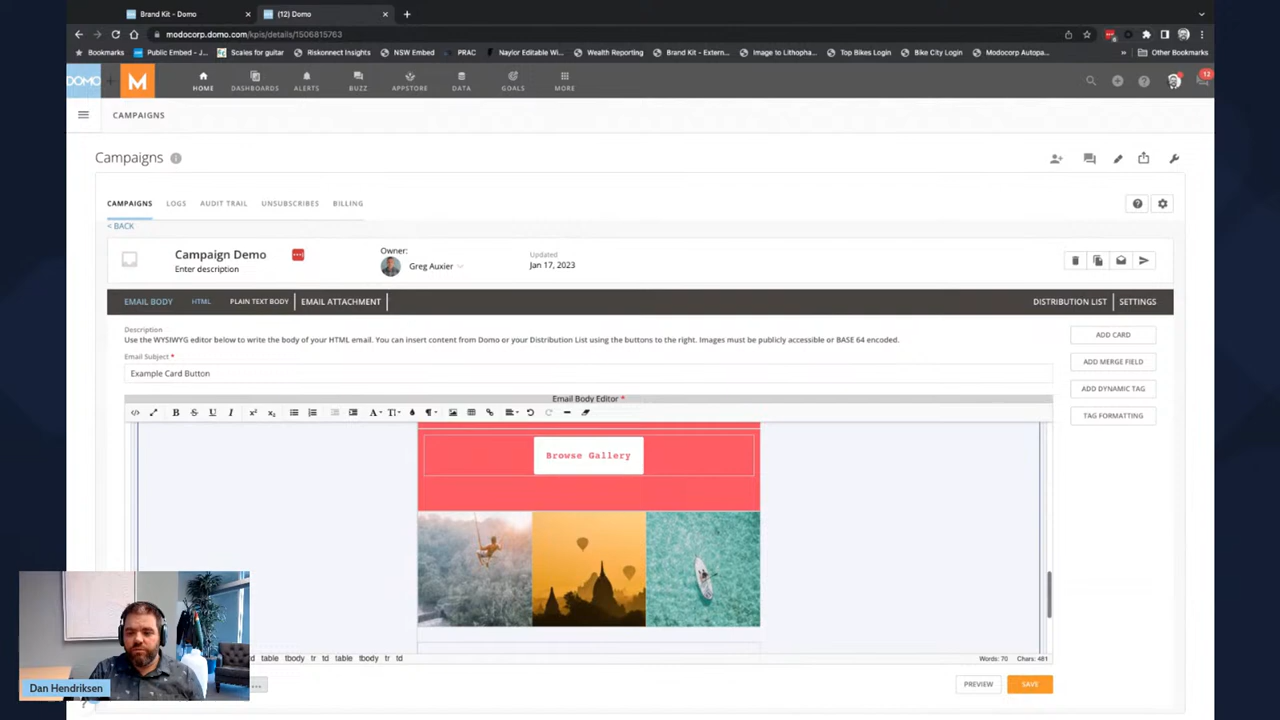 Brand Kit - Domo
(12) Domo
modocorp.domo.com/kpis/details/1506815763
Bookmarks
Public Embed - J...
Scales for guitar
Riskonnect Insights
NSW Embed
PRAC
Naylor Editable Wi...
Wealth Reporting
Brand Kit - Extern...
Image to Lithopha...
Top Bikes Login
Bike City Login
Modocorp Autopa...
Other Bookmarks
DOMO
M
HOME
DASHBOARDS
ALERTS
BUZZ
APPSTORE
DATA
GOALS
MORE
12
CAMPAIGNS
Campaigns
CAMPAIGNS
LOGS
AUDIT TRAIL
UNSUBSCRIBES
BILLING
< BACK
Campaign Demo
Enter description
Owner:
Greg Auxier
Updated
Jan 17, 2023
EMAIL BODY
HTML
PLAIN TEXT BODY
EMAIL ATTACHMENT
DISTRIBUTION LIST
SETTINGS
Description
Use the WYSIWYG editor below to write the body of your HTML email. You can insert content from Domo or your Distribution List using the buttons to the right. Images must be publicly accessible or BASE 64 encoded.
Email Subject *
Example Card Button
ADD CARD
ADD MERGE FIELD
ADD DYNAMIC TAG
TAG FORMATTING
Email Body Editor *
Browse Gallery
td table tbody tr td table tbody tr td
Words: 70 Chars: 481
PREVIEW
SAVE
Dan Hendriksen